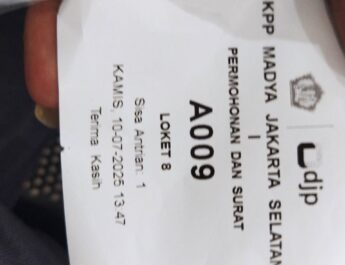 djp
KPP MADYA JAKARTA SELATAN
I
PERMOHONAN DAN SURAT
A009
LOKET 8
Sisa Antrian: 1
KAMIS, 10-07-2025 13:47
Terima Kasih